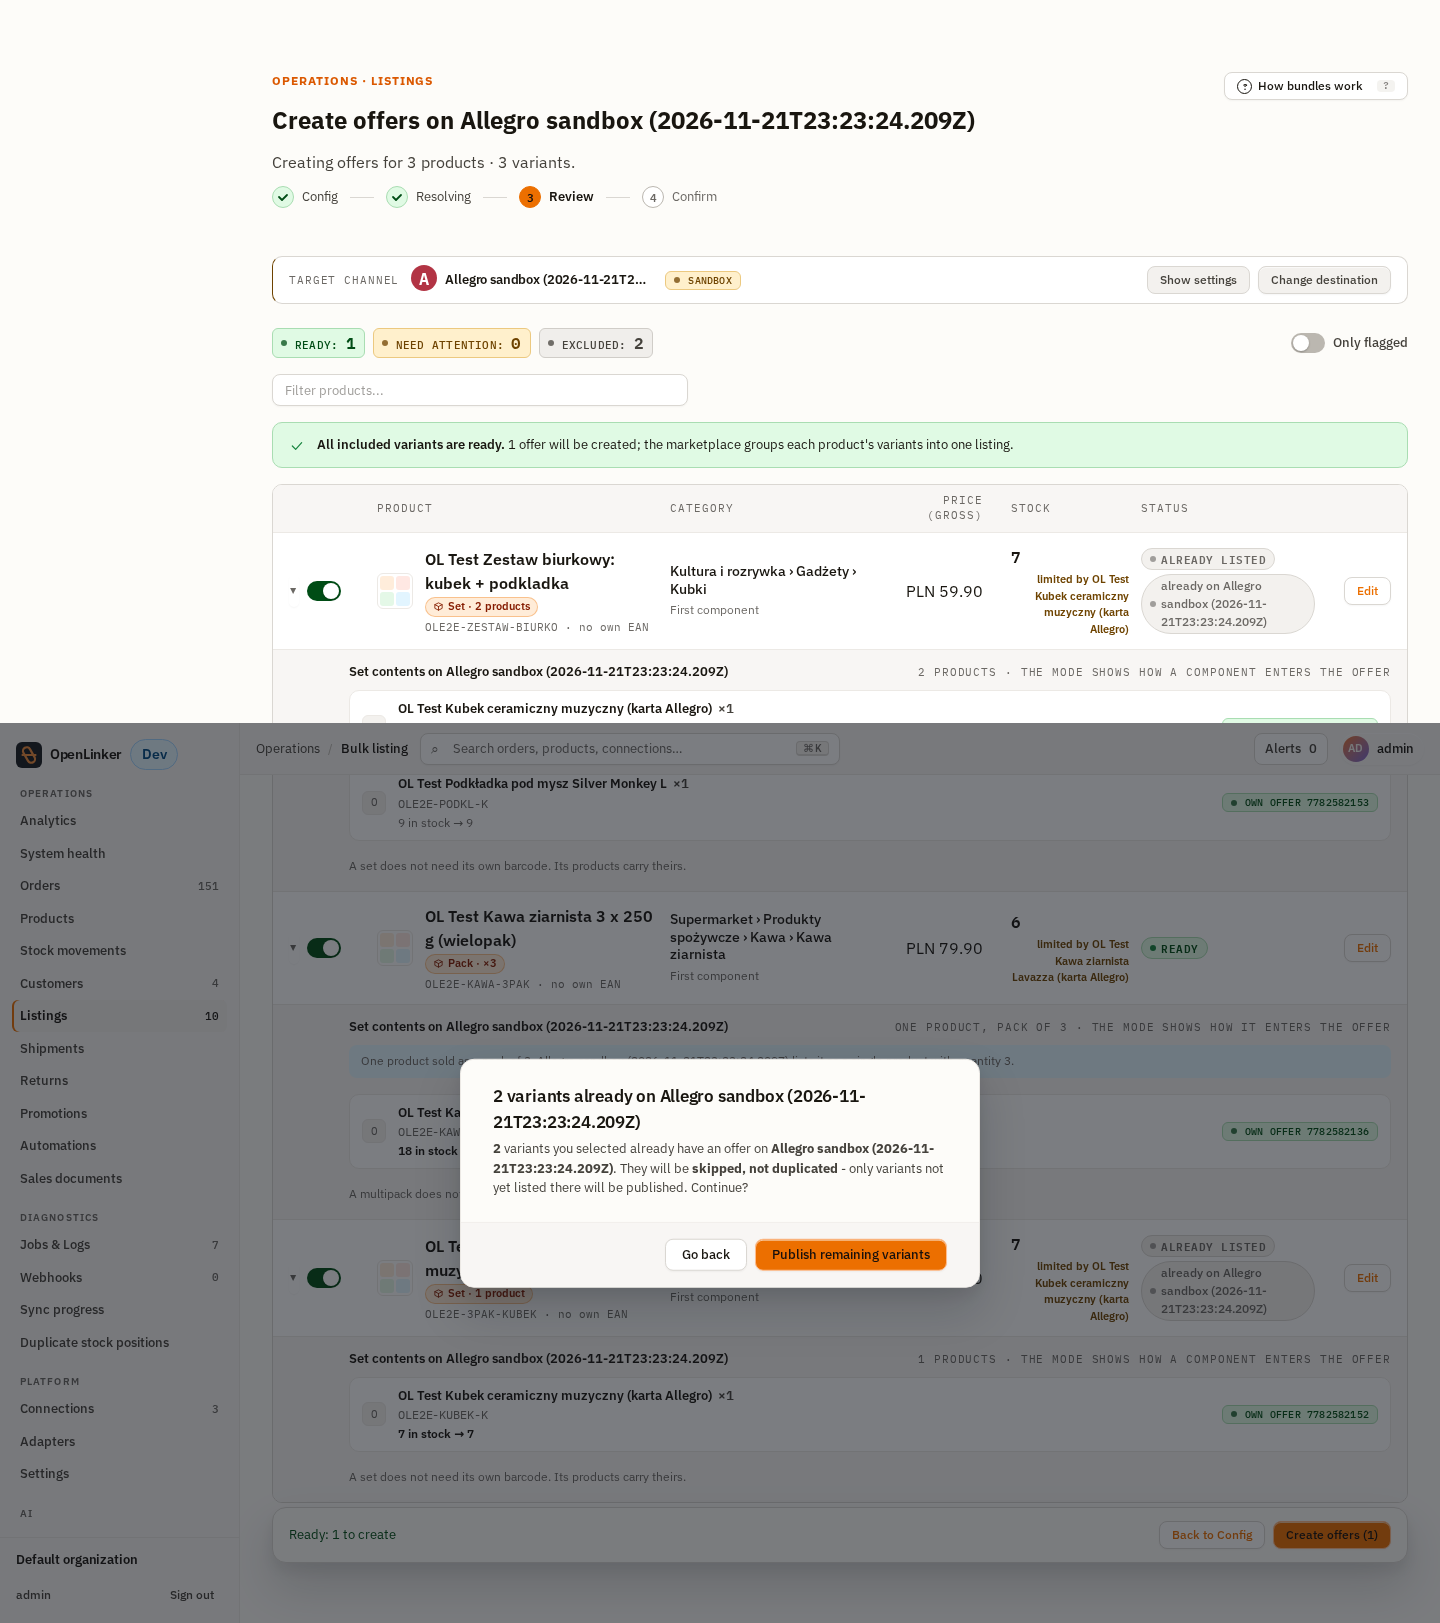 OPERATIONS · LISTINGS
How bundles work ?
Create offers on Allegro sandbox (2026-11-21T23:23:24.209Z)
Creating offers for 3 products · 3 variants.
Config
Resolving
3 Review
4 Confirm
TARGET CHANNEL A Allegro sandbox (2026-11-21T2... SANDBOX
Show settings
Change destination
READY: 1
NEED ATTENTION: 0
EXCLUDED: 2
Only flagged
Filter products...
All included variants are ready. 1 offer will be created; the marketplace groups each product's variants into one listing.
PRODUCT CATEGORY PRICE (GROSS) STOCK STATUS
OL Test Zestaw biurkowy:
kubek + podkladka
Set · 2 products
OLE2E-ZESTAW-BIURKO · no own EAN
Kultura i rozrywka › Gadżety ›
Kubki
First component
PLN 59.90
7
limited by OL Test
Kubek ceramiczny
muzyczny (karta
Allegro)
ALREADY LISTED
already on Allegro
sandbox (2026-11-
21T23:23:24.209Z)
Edit
Set contents on Allegro sandbox (2026-11-21T23:23:24.209Z)
2 PRODUCTS · THE MODE SHOWS HOW A COMPONENT ENTERS THE OFFER
OL Test Kubek ceramiczny muzyczny (karta Allegro) ×1
OpenLinker Dev
Operations / Bulk listing
Search orders, products, connections... ⌘K
Alerts 0
AD admin
OPERATIONS
Analytics
System health
Orders 151
Products
Stock movements
Customers 4
Listings 10
Shipments
Returns
Promotions
Automations
Sales documents
DIAGNOSTICS
Jobs & Logs 7
Webhooks 0
Sync progress
Duplicate stock positions
PLATFORM
Connections 3
Adapters
Settings
AI
Default organization
admin
Sign out
OL Test Podkładka pod mysz Silver Monkey L ×1
0
OLE2E-PODKL-K
9 in stock → 9
OWN OFFER 7782582153
A set does not need its own barcode. Its products carry theirs.
OL Test Kawa ziarnista 3 x 250
g (wielopak)
Pack · ×3
OLE2E-KAWA-3PAK · no own EAN
Supermarket › Produkty
spożywcze › Kawa › Kawa
ziarnista
First component
PLN 79.90
6
limited by OL Test
Kawa ziarnista
Lavazza (karta Allegro)
READY
Edit
Set contents on Allegro sandbox (2026-11-21T23:23:24.209Z)
ONE PRODUCT, PACK OF 3 · THE MODE SHOWS HOW IT ENTERS THE OFFER
One product sold a
ntity 3.
OL Test Ka
0
OLE2E-KAW
18 in stock
OWN OFFER 7782582136
A multipack does no
2 variants already on Allegro sandbox (2026-11-
21T23:23:24.209Z)
2 variants you selected already have an offer on Allegro sandbox (2026-11-
21T23:23:24.209Z). They will be skipped, not duplicated - only variants not
yet listed there will be published. Continue?
Go back
Publish remaining variants
OL Te
muzy
Set · 1 product
OLE2E-3PAK-KUBEK · no own EAN
First component
7
limited by OL Test
Kubek ceramiczny
muzyczny (karta
Allegro)
ALREADY LISTED
already on Allegro
sandbox (2026-11-
21T23:23:24.209Z)
Edit
Set contents on Allegro sandbox (2026-11-21T23:23:24.209Z)
1 PRODUCTS · THE MODE SHOWS HOW A COMPONENT ENTERS THE OFFER
OL Test Kubek ceramiczny muzyczny (karta Allegro) ×1
0
OLE2E-KUBEK-K
7 in stock → 7
OWN OFFER 7782582152
A set does not need its own barcode. Its products carry theirs.
Ready: 1 to create
Back to Config
Create offers (1)